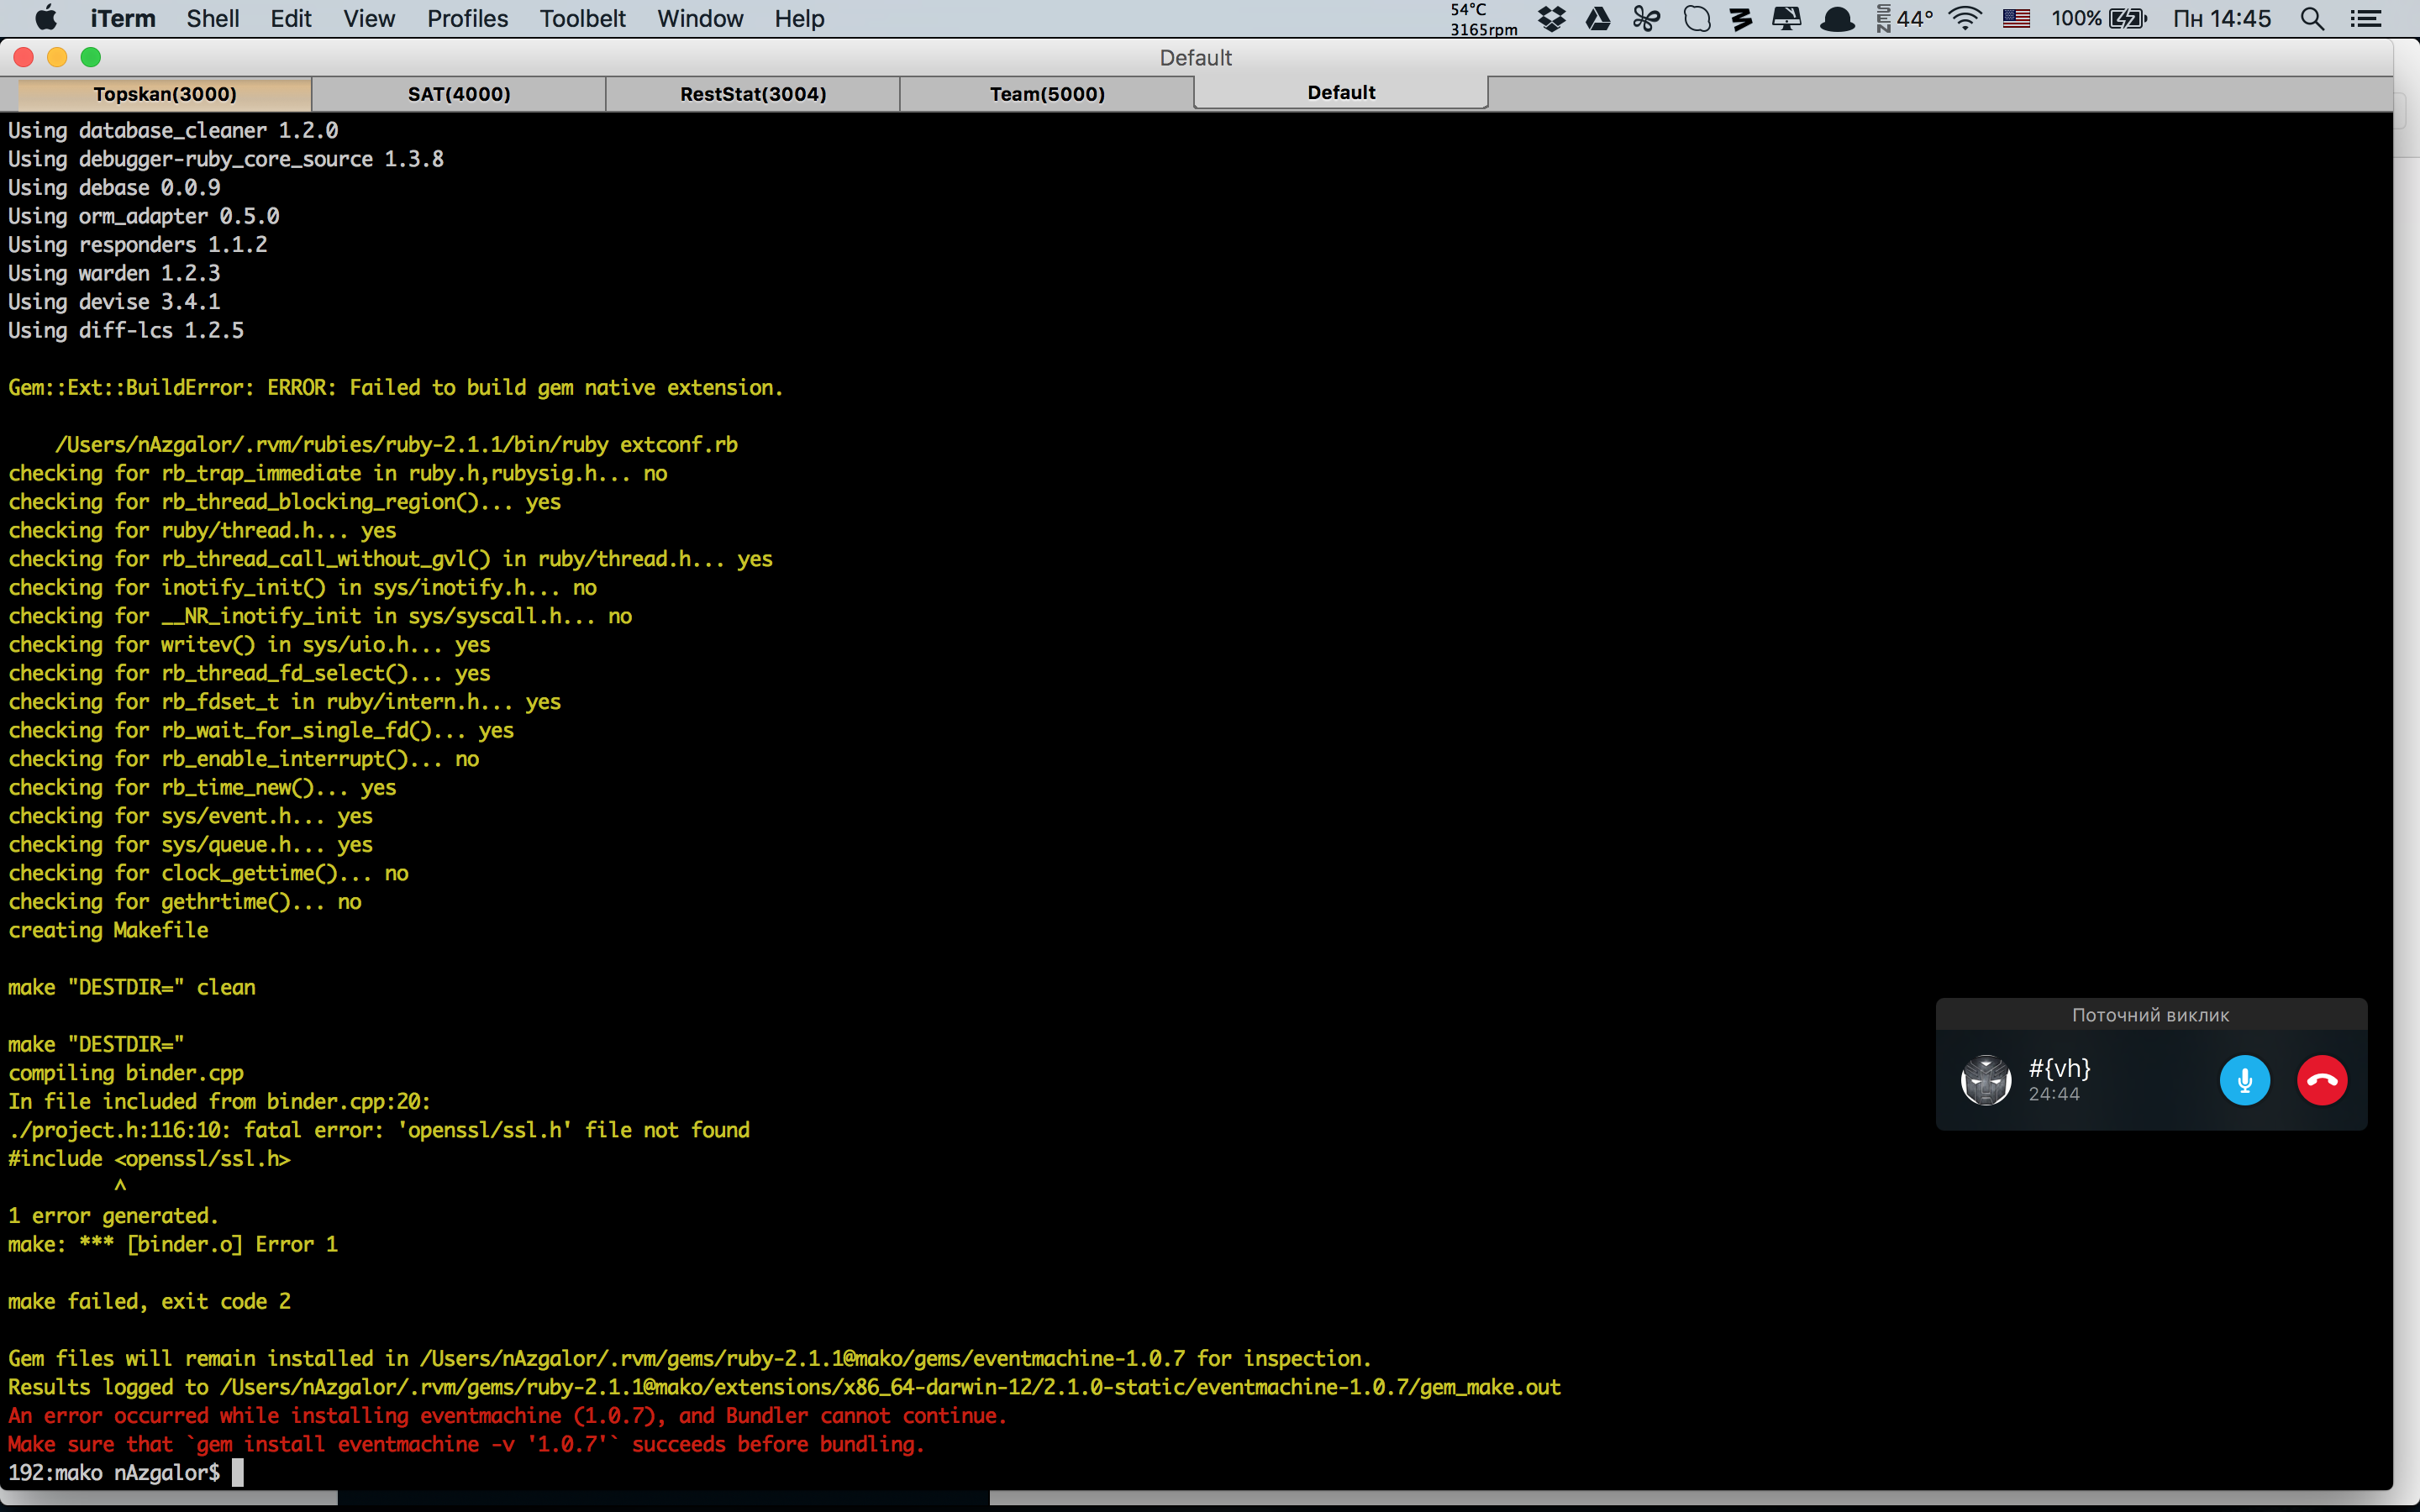 iTerm Shell Edit View Profiles Toolbelt Window Help 54°C 3165rpm SEN 44° 100% Пн 14:45
Default
Topskan(3000) SAT(4000) RestStat(3004) Team(5000) Default
Using database_cleaner 1.2.0
Using debugger-ruby_core_source 1.3.8
Using debase 0.0.9
Using orm_adapter 0.5.0
Using responders 1.1.2
Using warden 1.2.3
Using devise 3.4.1
Using diff-lcs 1.2.5
Gem::Ext::BuildError: ERROR: Failed to build gem native extension.
/Users/nAzgalor/.rvm/rubies/ruby-2.1.1/bin/ruby extconf.rb
checking for rb_trap_immediate in ruby.h,rubysig.h... no
checking for rb_thread_blocking_region()... yes
checking for ruby/thread.h... yes
checking for rb_thread_call_without_gvl() in ruby/thread.h... yes
checking for inotify_init() in sys/inotify.h... no
checking for __NR_inotify_init in sys/syscall.h... no
checking for writev() in sys/uio.h... yes
checking for rb_thread_fd_select()... yes
checking for rb_fdset_t in ruby/intern.h... yes
checking for rb_wait_for_single_fd()... yes
checking for rb_enable_interrupt()... no
checking for rb_time_new()... yes
checking for sys/event.h... yes
checking for sys/queue.h... yes
checking for clock_gettime()... no
checking for gethrtime()... no
creating Makefile
make "DESTDIR=" clean
make "DESTDIR="
compiling binder.cpp
In file included from binder.cpp:20:
./project.h:116:10: fatal error: 'openssl/ssl.h' file not found
#include <openssl/ssl.h>
^
1 error generated.
make: *** [binder.o] Error 1
make failed, exit code 2
Gem files will remain installed in /Users/nAzgalor/.rvm/gems/ruby-2.1.1@mako/gems/eventmachine-1.0.7 for inspection.
Results logged to /Users/nAzgalor/.rvm/gems/ruby-2.1.1@mako/extensions/x86_64-darwin-12/2.1.0-static/eventmachine-1.0.7/gem_make.out
An error occurred while installing eventmachine (1.0.7), and Bundler cannot continue.
Make sure that `gem install eventmachine -v '1.0.7'` succeeds before bundling.
192:mako nAzgalor$
Поточний виклик
#{vh}
24:44